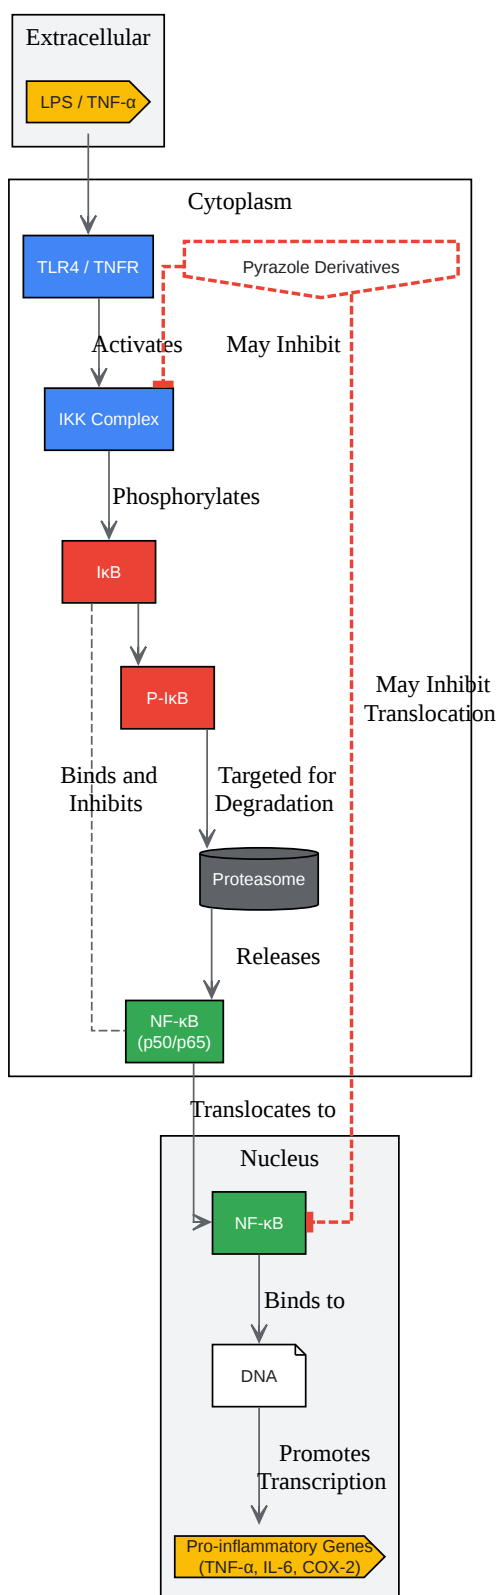 Extracellular
LPS / TNF-α
Cytoplasm
TLR4 / TNFR
Pyrazole Derivatives
Activates
May Inhibit
IKK Complex
Phosphorylates
IκB
P-IκB
May Inhibit
Translocation
Binds and
Inhibits
Targeted for
Degradation
Proteasome
Releases
NF-κB
(p50/p65)
Translocates to
Nucleus
NF-κB
Binds to
DNA
Promotes
Transcription
Pro-inflammatory Genes
(TNF-α, IL-6, COX-2)